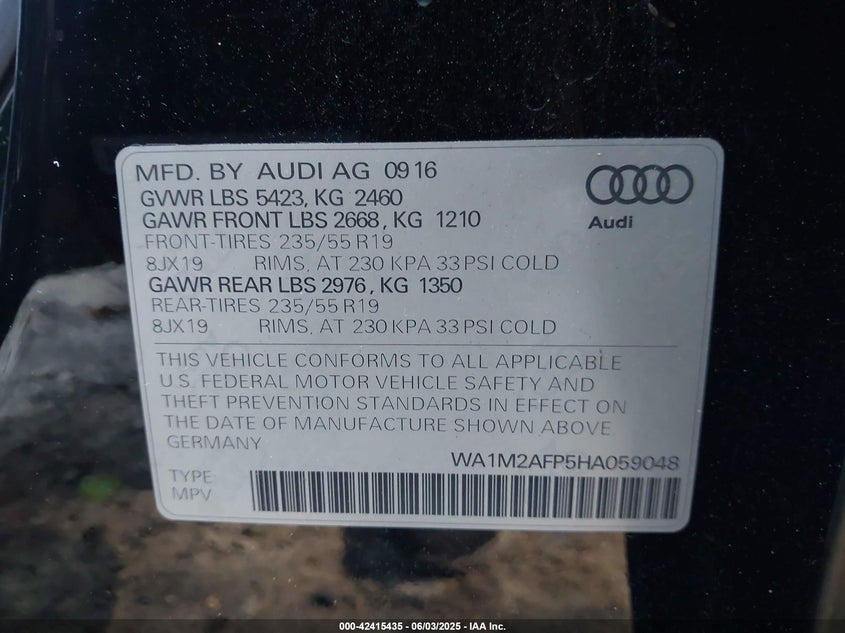 MFD. BY AUDI AG 09 16
GVWR LBS 5423, KG 2460
GAWR FRONT LBS 2668, KG 1210
FRONT-TIRES 235/55 R19
8JX19 RIMS, AT 230 KPA 33 PSI COLD
GAWR REAR LBS 2976, KG 1350
REAR-TIRES 235/55 R19
8JX19 RIMS, AT 230 KPA 33 PSI COLD
Audi
THIS VEHICLE CONFORMS TO ALL APPLICABLE
U.S. FEDERAL MOTOR VEHICLE SAFETY AND
THEFT PREVENTION STANDARDS IN EFFECT ON
THE DATE OF MANUFACTURE SHOWN ABOVE
GERMANY
WA1M2AFP5HA059048
TYPE
MPV
000-42415435 - 06/03/2025 - IAA Inc.